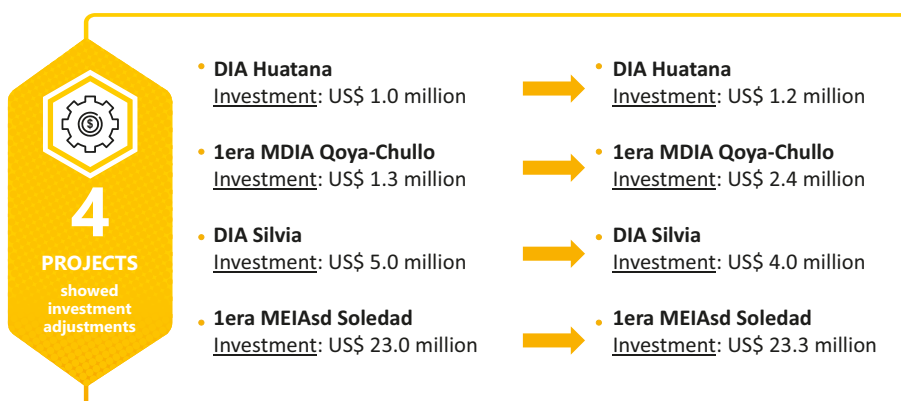 4
PROJECTS
showed
investment
adjustments
$
• DIA Huatana
Investment: US$ 1.0 million
• DIA Huatana
Investment: US$ 1.2 million
• 1era MDIA Qoya-Chullo
Investment: US$ 1.3 million
• 1era MDIA Qoya-Chullo
Investment: US$ 2.4 million
• DIA Silvia
Investment: US$ 5.0 million
• DIA Silvia
Investment: US$ 4.0 million
• 1era MEIAsd Soledad
Investment: US$ 23.0 million
• 1era MEIAsd Soledad
Investment: US$ 23.3 million